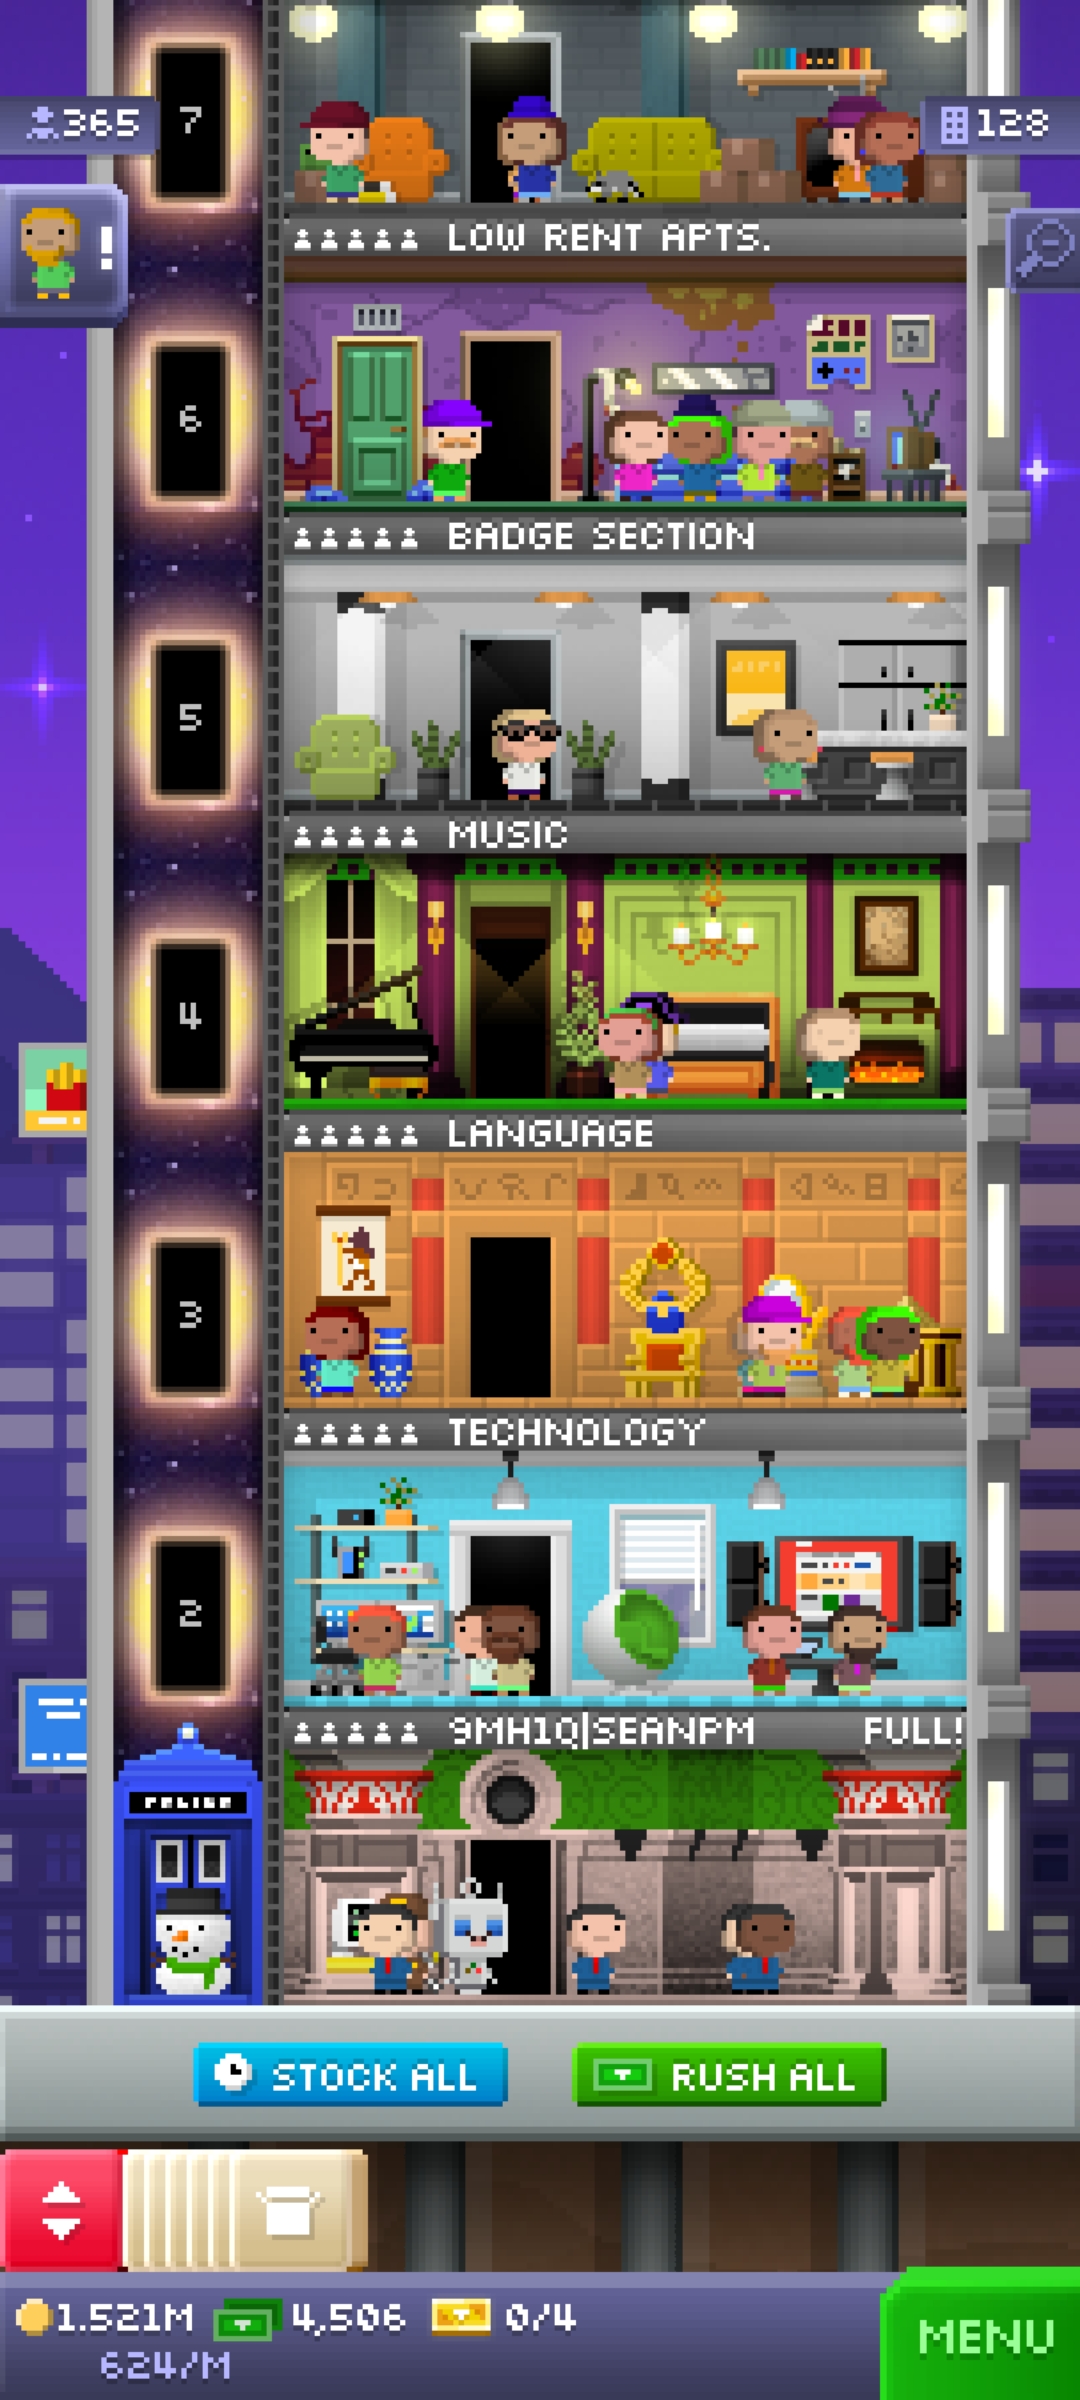 7
365
128
!
LOW RENT APTS.
6
BADGE SECTION
5
MUSIC
4
LANGUAGE
3
TECHNOLOGY
2
9MH1Q|SEANPM FULL!
POLICE
STOCK ALL
RUSH ALL
1.521M 4,506 0/4
624/M
MENU